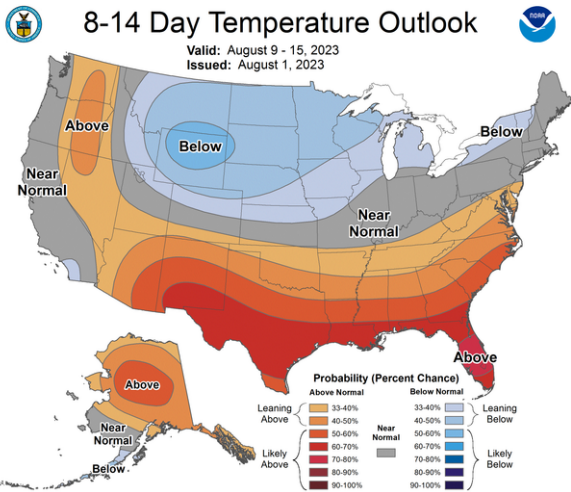 8-14 Day Temperature Outlook
NOAA
Valid: August 9 - 15, 2023
Issued: August 1, 2023
Above
Below
Below
Near
Normal
Near
Normal
Above
Above
Near
Normal
Below
Probability (Percent Chance)
Above Normal
Below Normal
Leaning
Above
33-40%
40-50%
Likely
Above
50-60%
60-70%
70-80%
80-90%
90-100%
Near
Normal
33-40%
40-50%
Leaning
Below
50-60%
60-70%
70-80%
80-90%
90-100%
Likely
Below